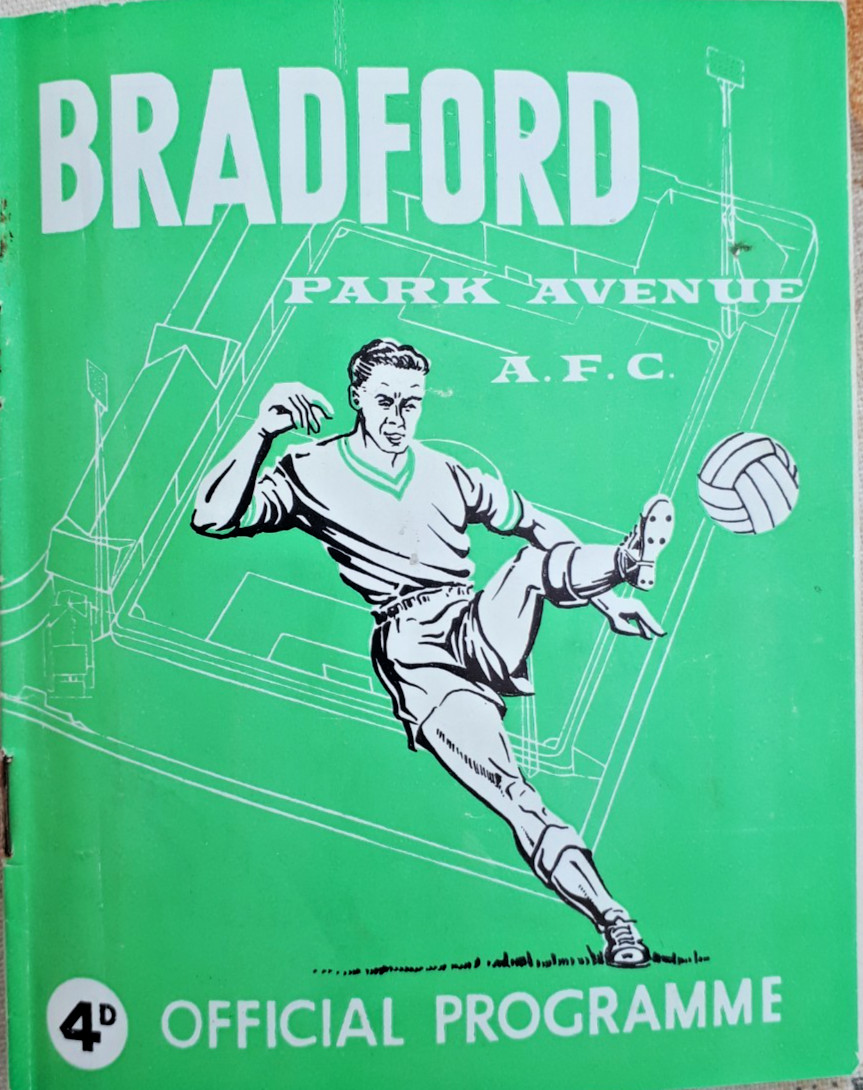 BRADFORD
PARK AVENUE
A.F.C.
4D OFFICIAL PROGRAMME